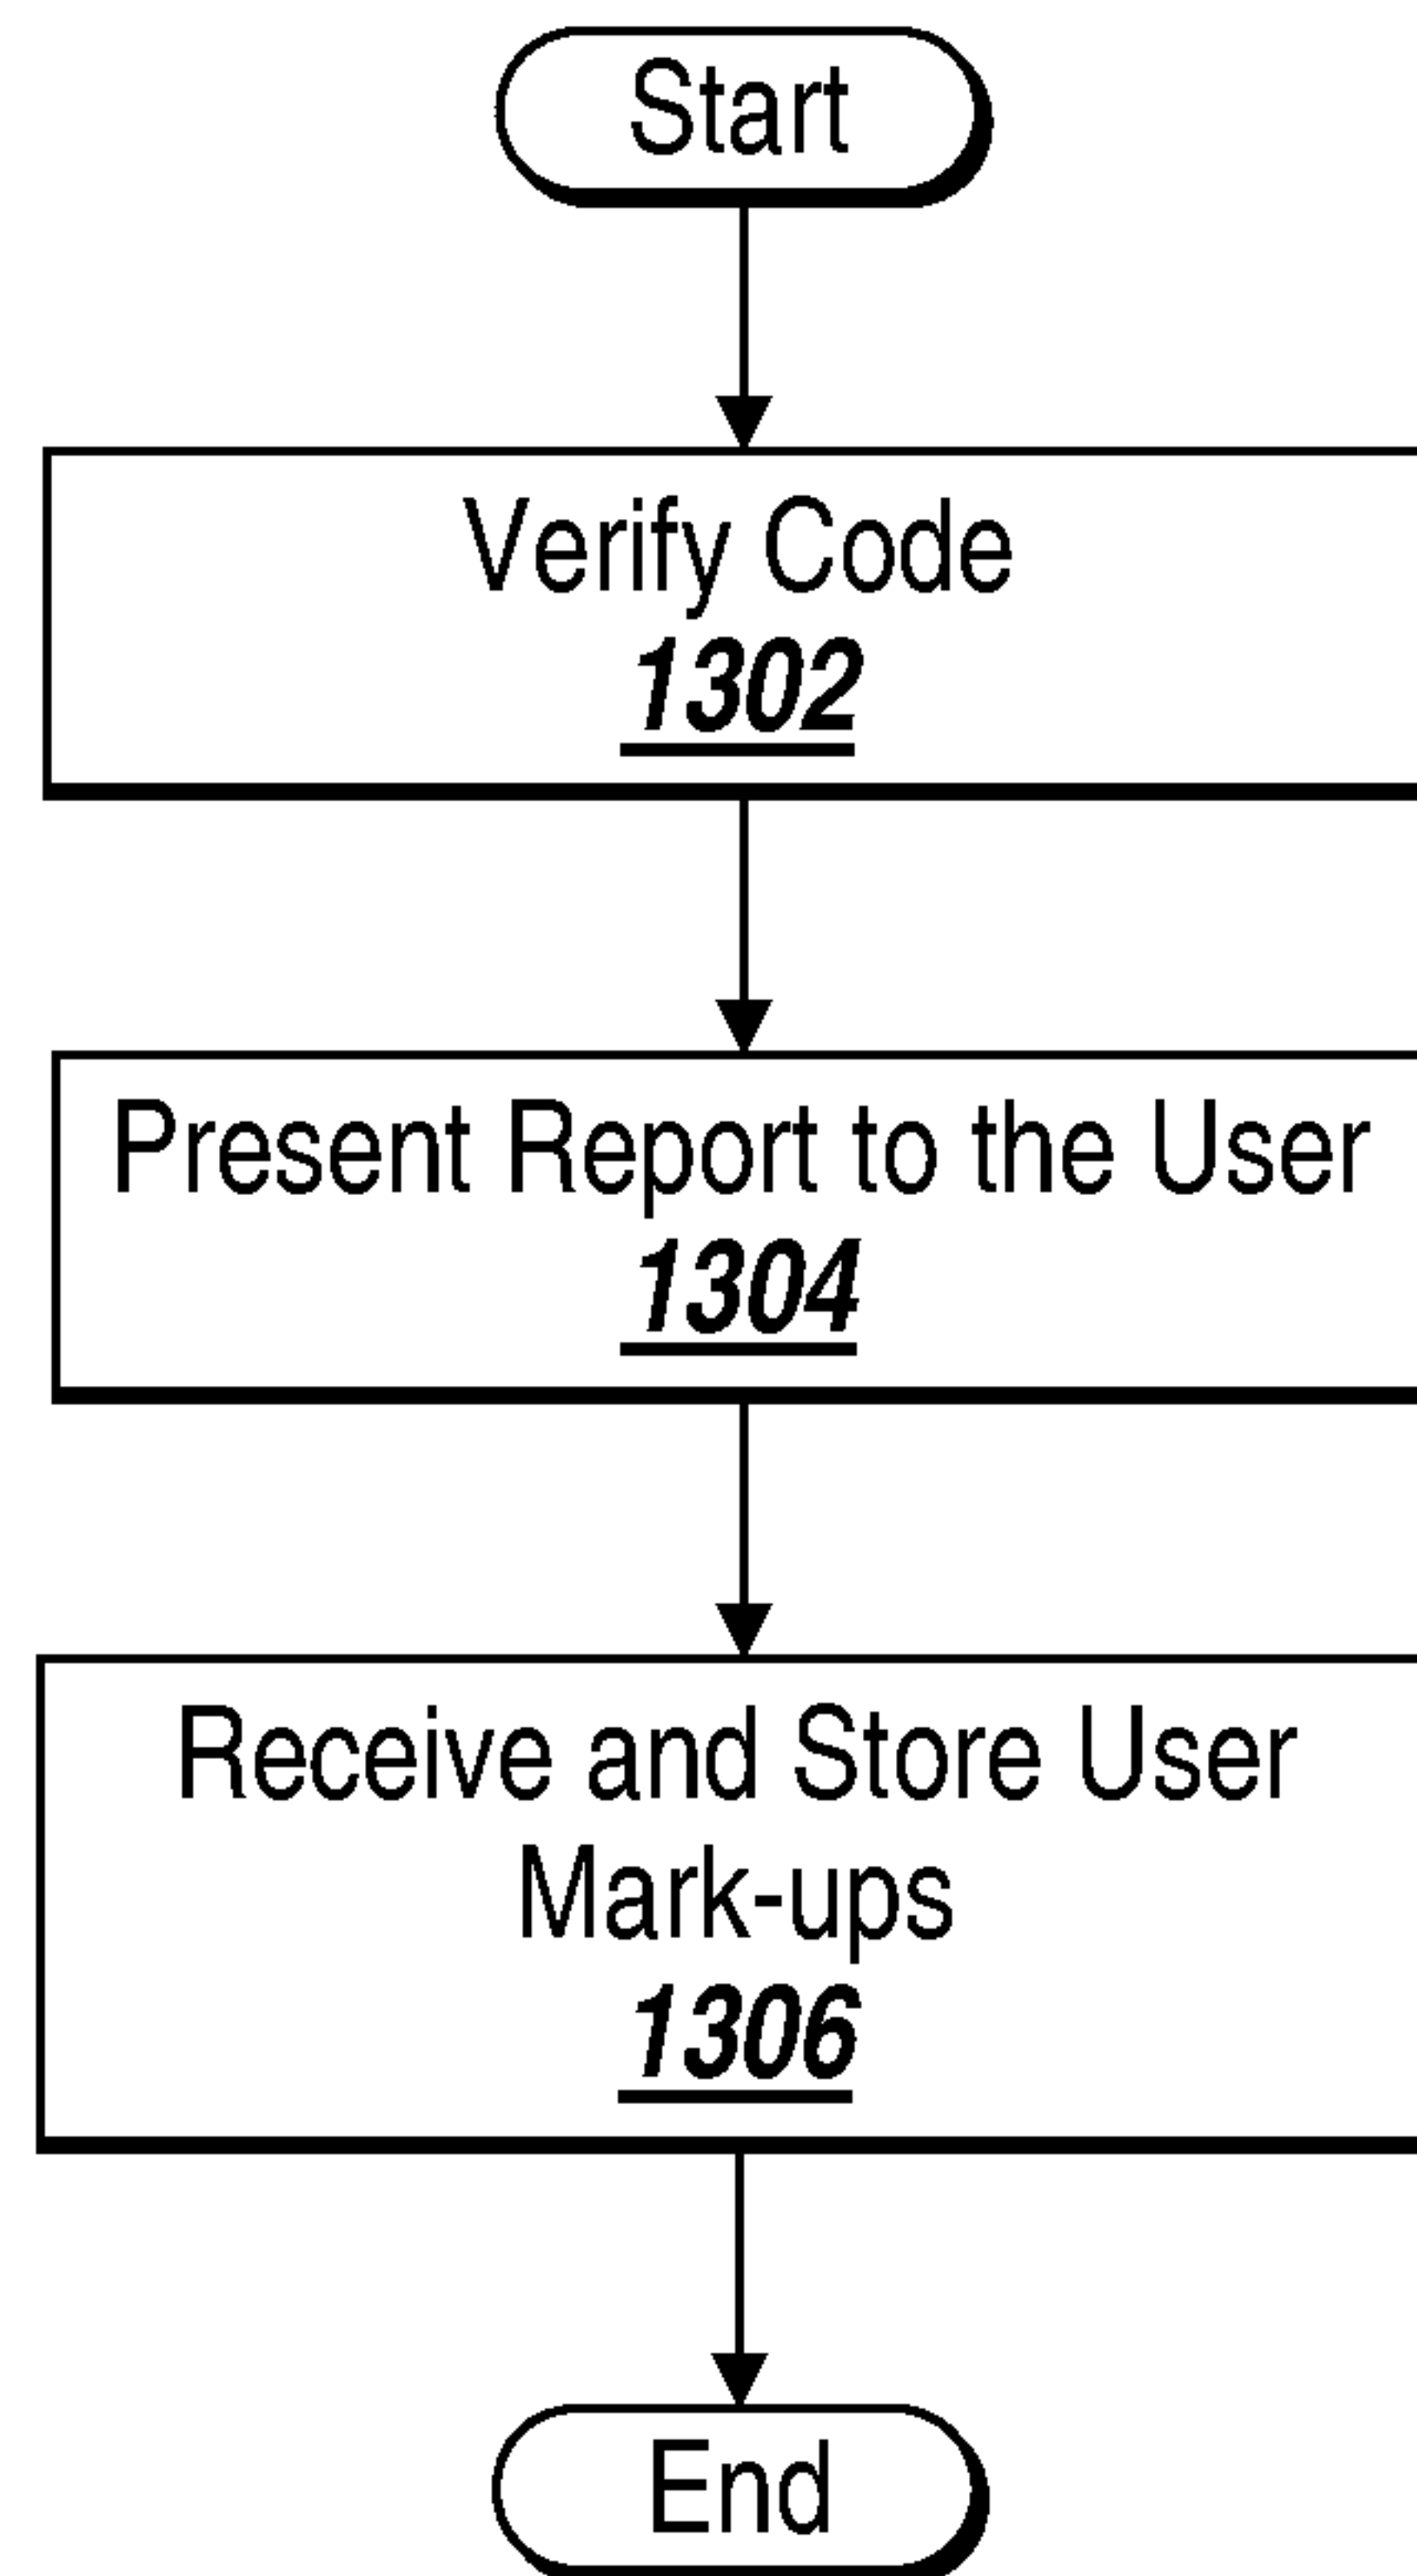 Start
Verify Code
1302
Present Report to the User
1304
Receive and Store User
Mark-ups
1306
End